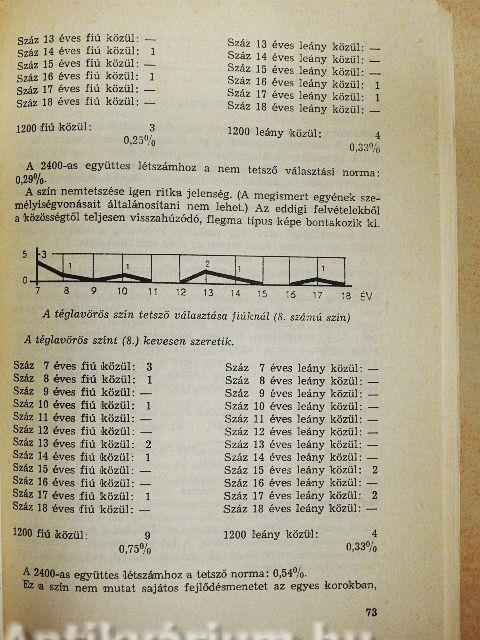 Száz 13 éves fiú közül: —
Száz 14 éves fiú közül: 1
Száz 15 éves fiú közül: —
Száz 16 éves fiú közül: 1
Száz 17 éves fiú közül: —
Száz 18 éves fiú közül: —
1200 fiú közül: 3
0,25%
Száz 13 éves leány közül: —
Száz 14 éves leány közül: —
Száz 15 éves leány közül: —
Száz 16 éves leány közül: 1
Száz 17 éves leány közül: 1
Száz 18 éves leány közül: —
1200 leány közül: 4
0,33%
A 2400-as együttes létszámhoz a nem tetsző választási norma:
0,29%.
A szín nemtetszése igen ritka jelenség. (A megismert egyének sze-
mélyiségvonásait általánosítani nem lehet.) Az eddigi felvételekből
a közösségtől teljesen visszahúzódó, flegma típus képe bontakozik ki.
5 3 1 1 2 1 1
0
7 8 9 10 11 12 13 14 15 16 17 18 ÉV
A téglavörös szín tetsző választása fiúknál (8. számú szín)
A téglavörös színt (8.) kevesen szeretik.
Száz 7 éves fiú közül: 3
Száz 8 éves fiú közül: 1
Száz 9 éves fiú közül: —
Száz 10 éves fiú közül: 1
Száz 11 éves fiú közül: —
Száz 12 éves fiú közül: —
Száz 13 éves fiú közül: 2
Száz 14 éves fiú közül: 1
Száz 15 éves fiú közül: —
Száz 16 éves fiú közül: —
Száz 17 éves fiú közül: 1
Száz 18 éves fiú közül: —
1200 fiú közül: 9
0,75%
Száz 7 éves leány közül: —
Száz 8 éves leány közül: —
Száz 9 éves leány közül: —
Száz 10 éves leány közül: —
Száz 11 éves leány közül: —
Száz 12 éves leány közül: —
Száz 13 éves leány közül: —
Száz 14 éves leány közül: —
Száz 15 éves leány közül: 2
Száz 16 éves leány közül: —
Száz 17 éves leány közül: 2
Száz 18 éves leány közül: —
1200 leány közül: 4
0,33%
A 2400-as együttes létszámhoz a tetsző norma: 0,54%.
Ez a szín nem mutat sajátos fejlődésmenetet az egyes korokban,
73
Antikvárium.hu